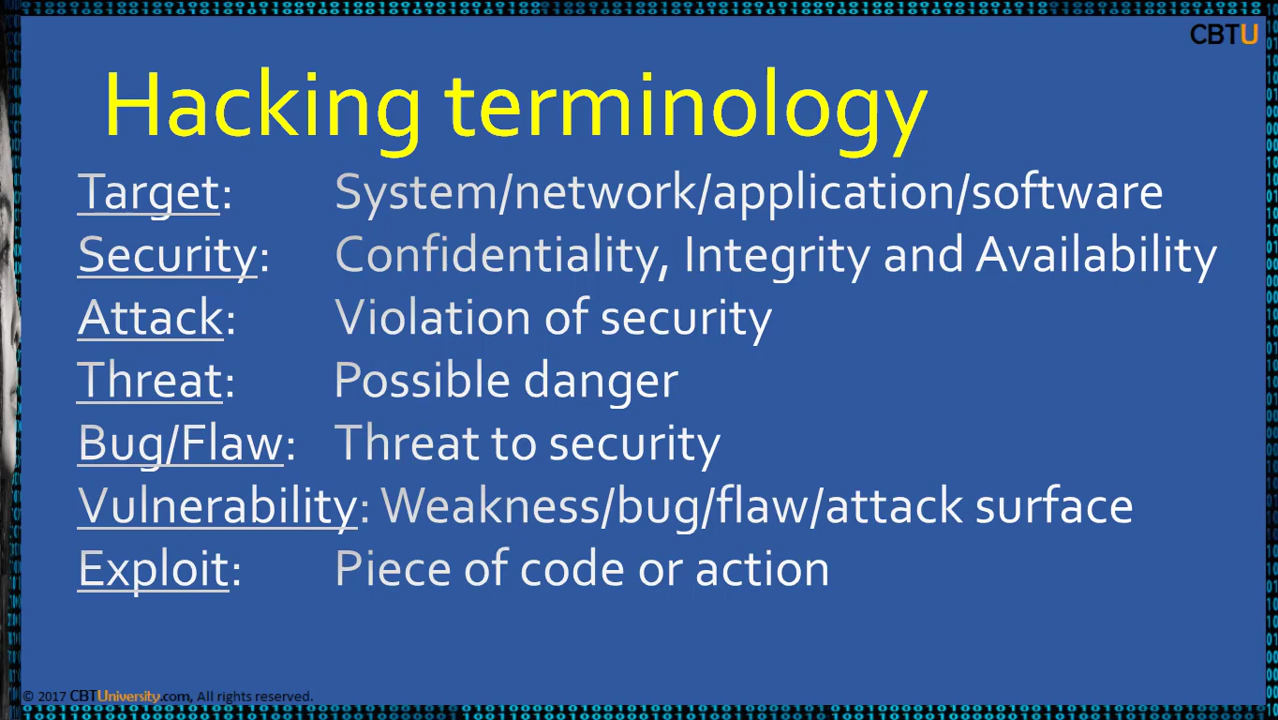 CBTU
Hacking terminology
Target: System/network/application/software
Security: Confidentiality, Integrity and Availability
Attack: Violation of security
Threat: Possible danger
Bug/Flaw: Threat to security
Vulnerability: Weakness/bug/flaw/attack surface
Exploit: Piece of code or action
© 2017 CBTUniversity.com, All rights reserved.